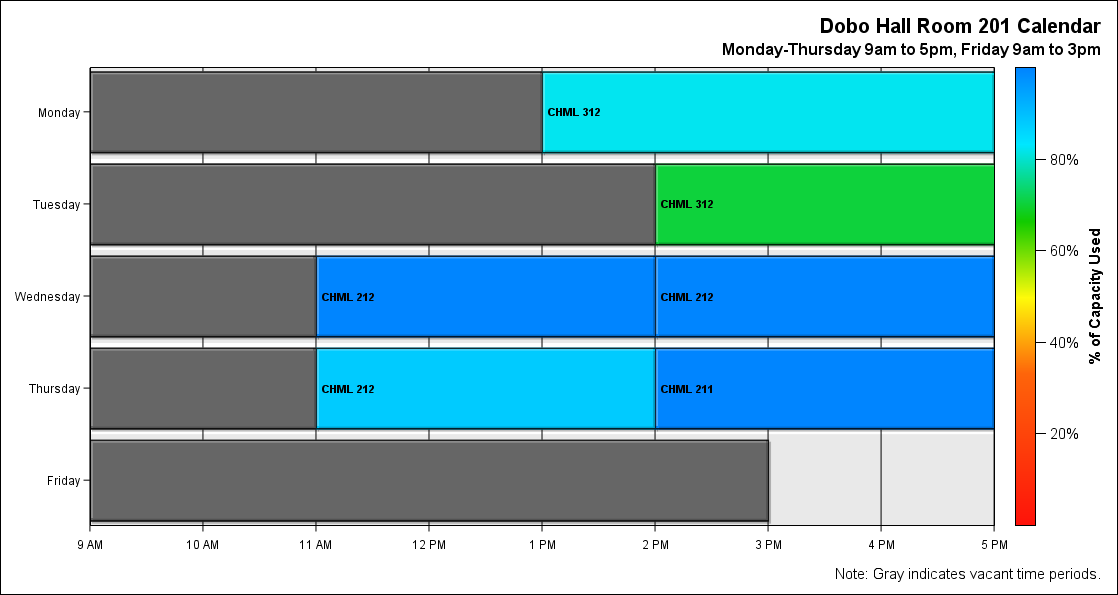 Dobo Hall Room 201 Calendar
Monday-Thursday 9am to 5pm, Friday 9am to 3pm
Monday
CHML 312
Tuesday
CHML 312
Wednesday
CHML 212
CHML 212
Thursday
CHML 212
CHML 211
Friday
9 AM
10 AM
11 AM
12 PM
1 PM
2 PM
3 PM
4 PM
5 PM
80%
60%
40%
20%
% of Capacity Used
Note: Gray indicates vacant time periods.